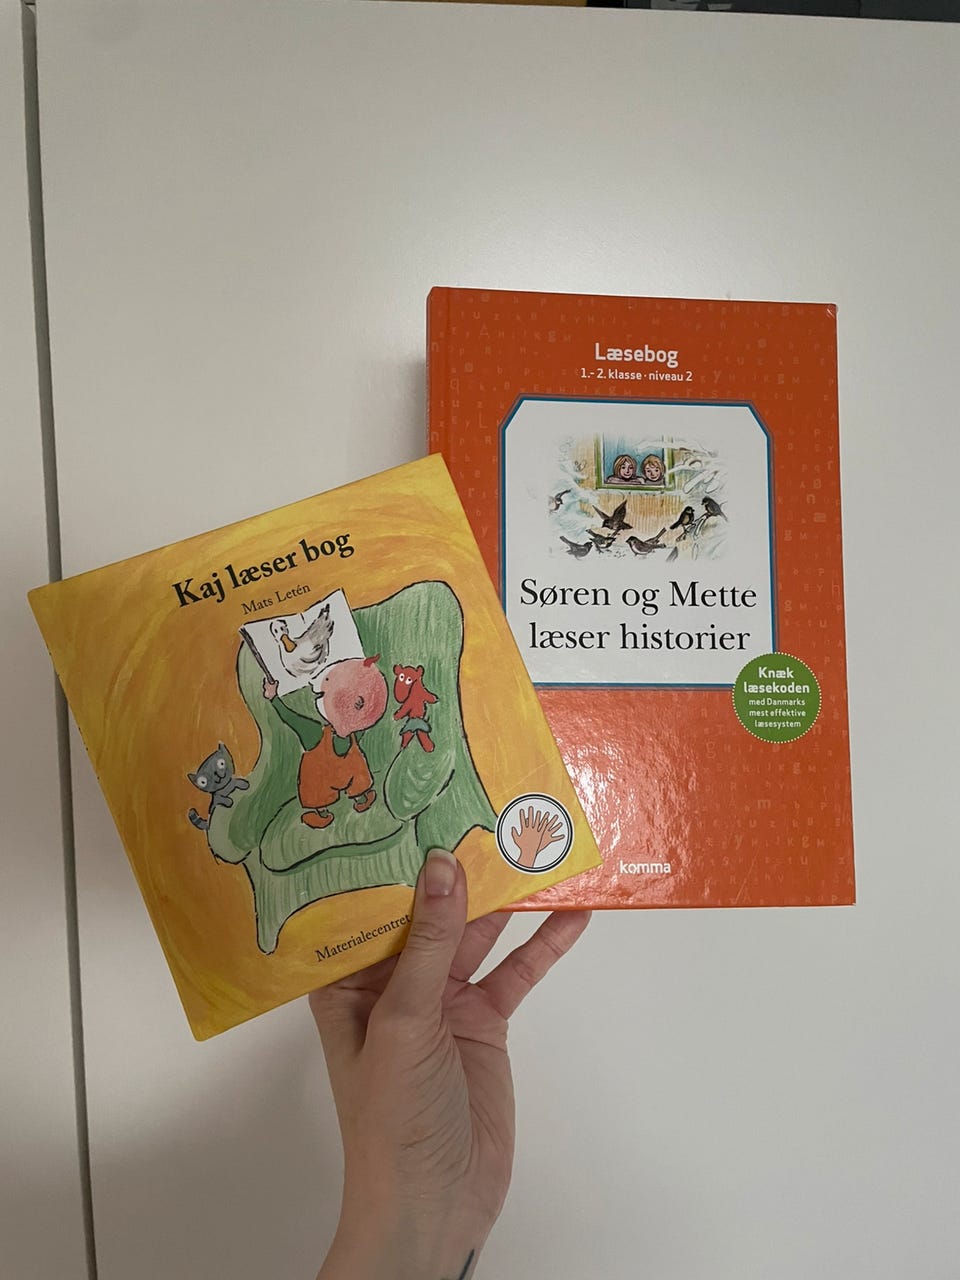 Kaj læser bog
Mats Letén
Materialecentret
Læsebog
1.- 2. klasse · niveau 2
Søren og Mette
læser historier
Knæk
læsekoden
med Danmarks
mest effektive
læsesystem
komma